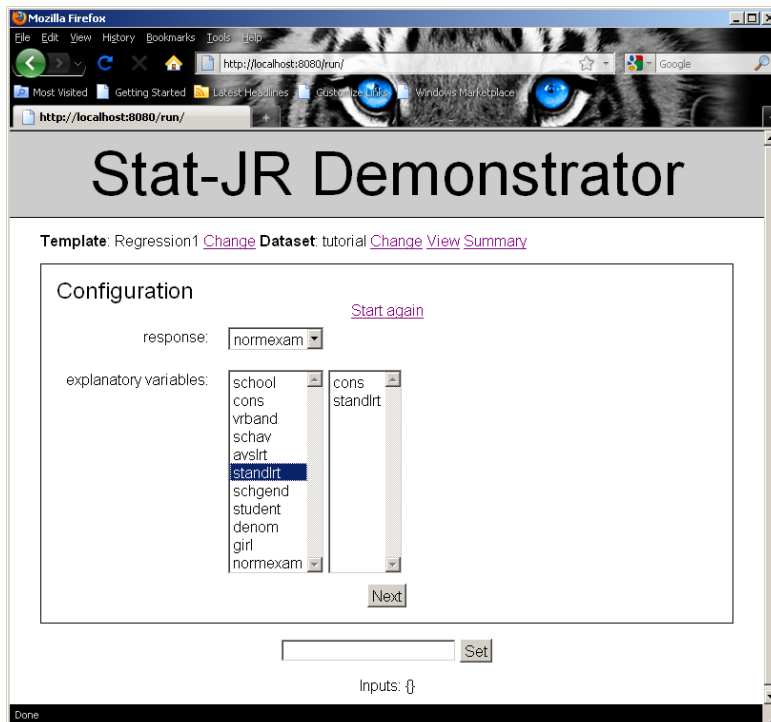 Mozilla Firefox
File Edit View History Bookmarks Tools Help
http://localhost:8080/run/
Google
Most Visited Getting Started Latest Headlines Customize Links Windows Marketplace
http://localhost:8080/run/
Stat-JR Demonstrator
Template: Regression1 Change Dataset: tutorial Change View Summary
Configuration
Start again
response: normexam
explanatory variables: school cons
cons standlrt
vrband
schav
avslrt
standlrt
schgend
student
denom
girl
normexam
Next
Set
Inputs: {}
Done